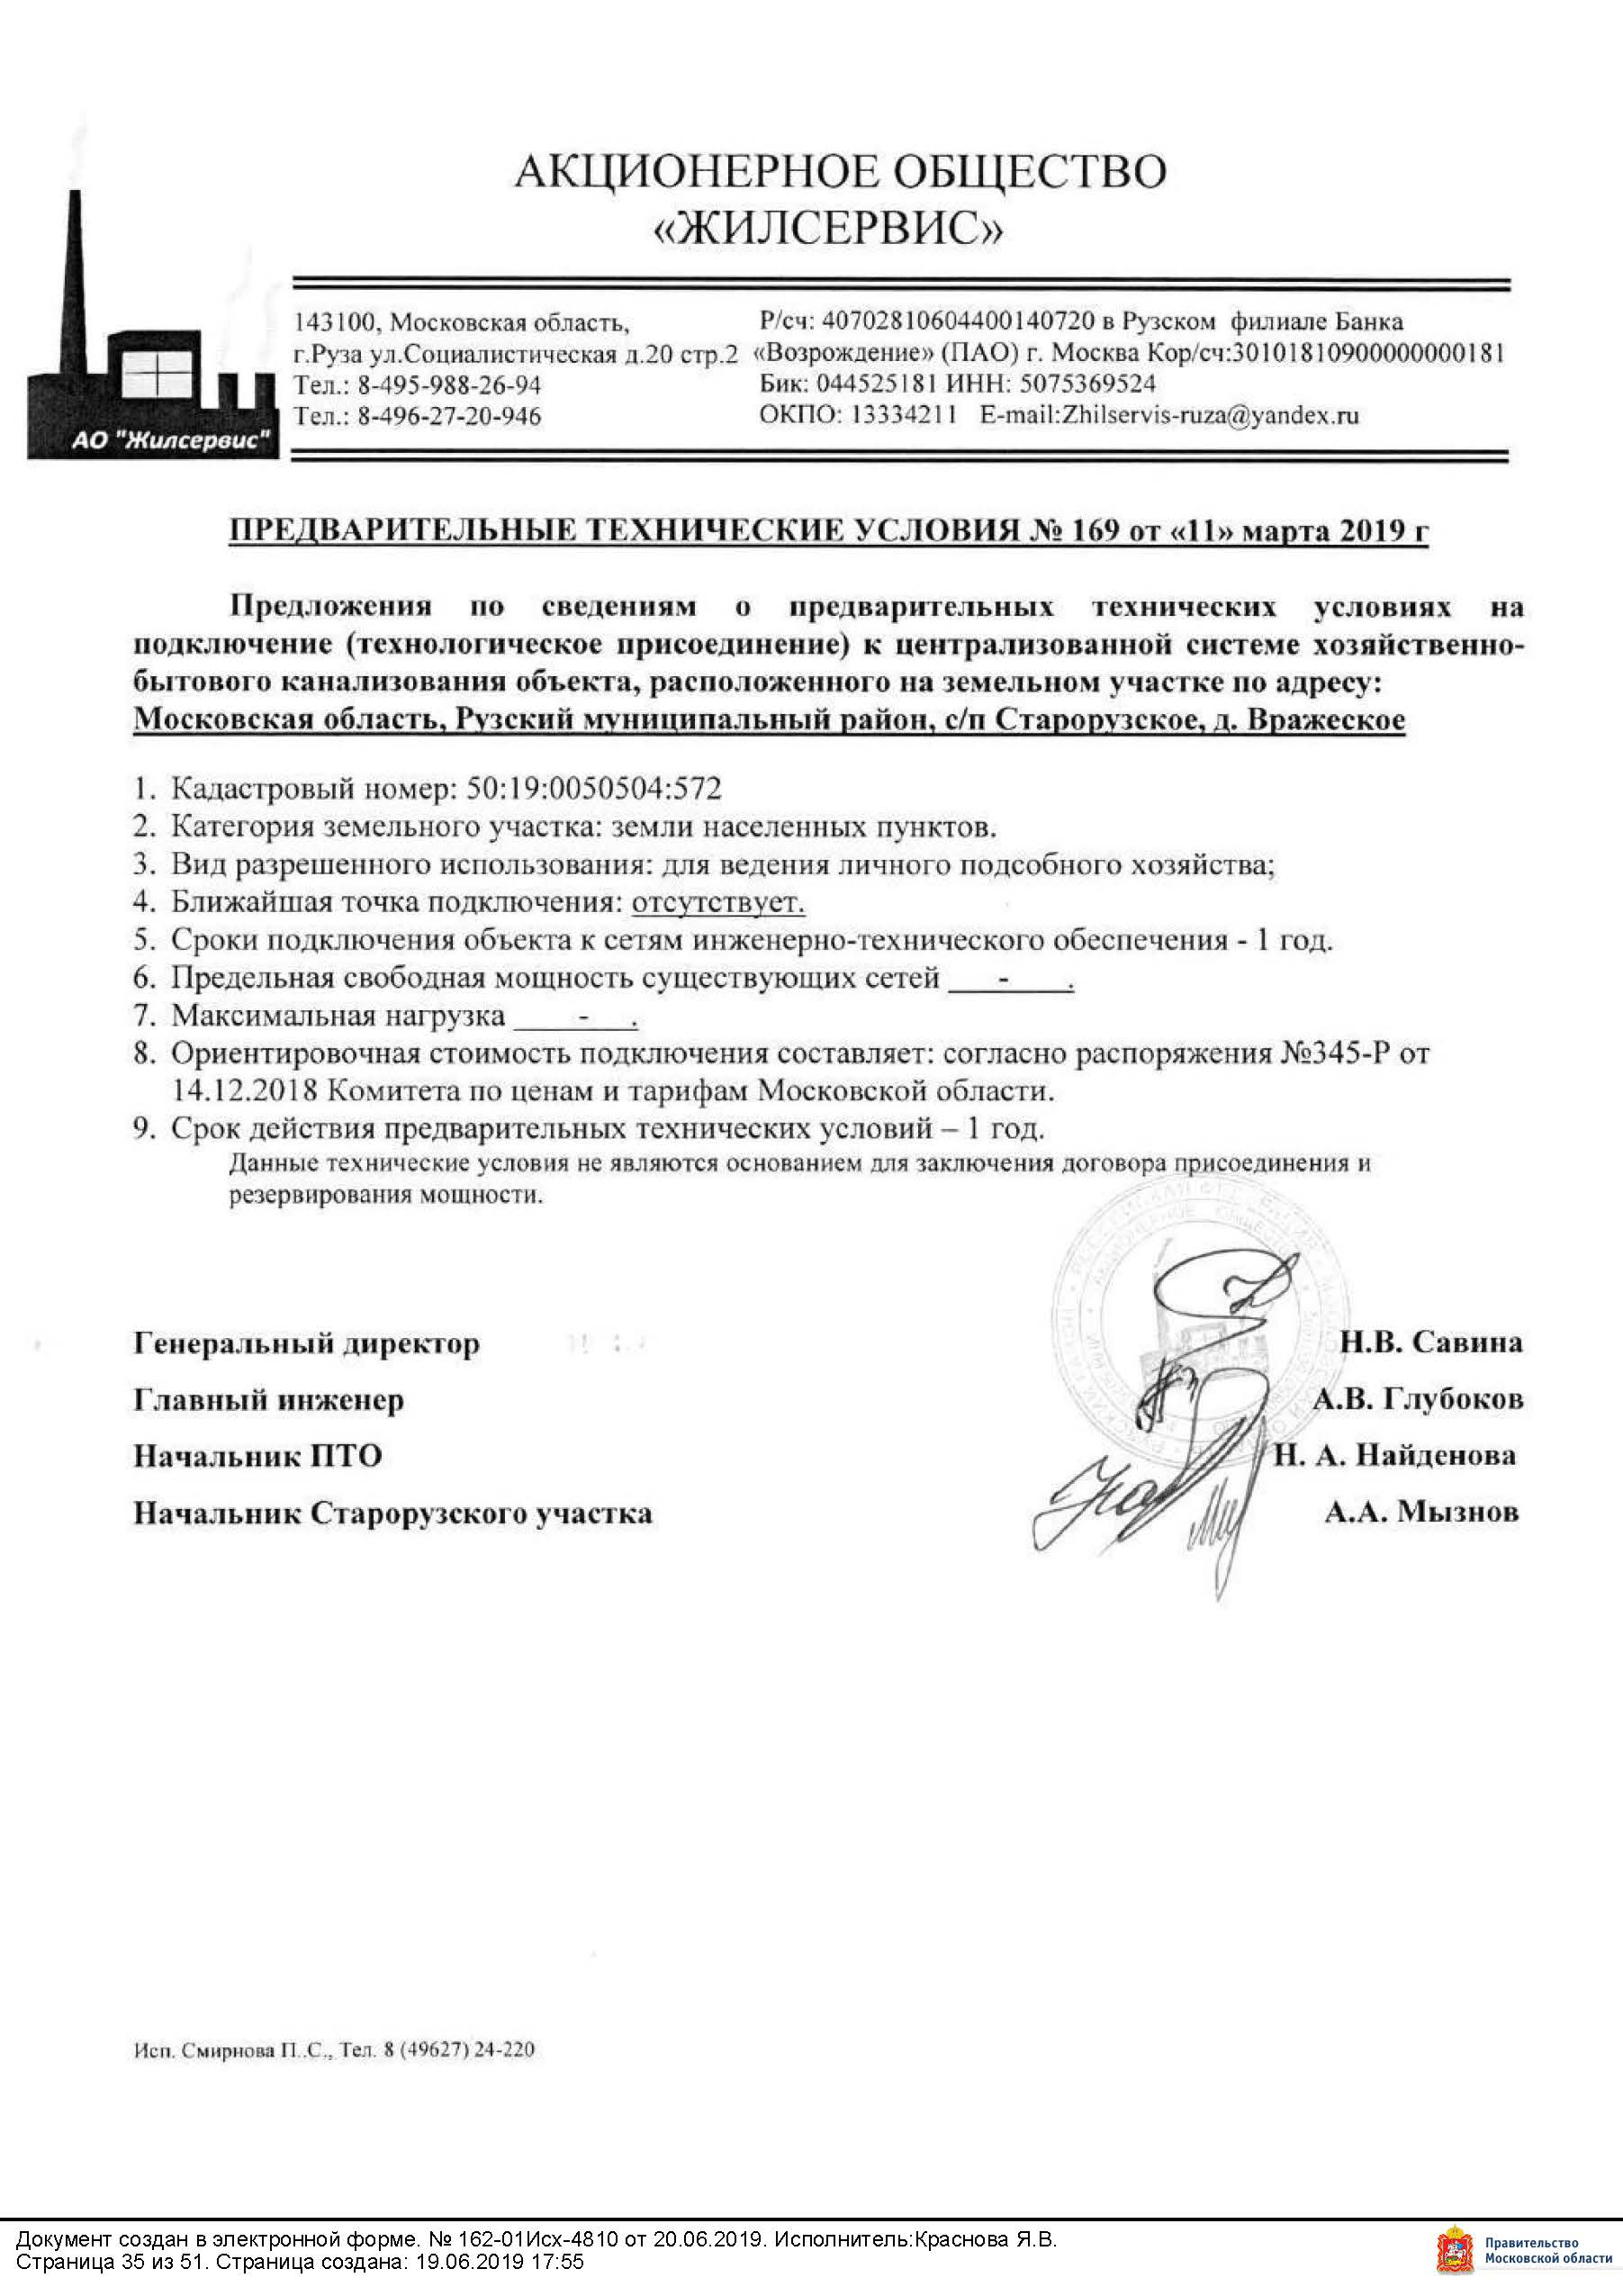 АКЦИОНЕРНОЕ ОБЩЕСТВО
«ЖИЛСЕРВИС»
АО "Жилсервис"
143100, Московская область,
г.Руза ул.Социалистическая д.20 стр.2
Тел.: 8-495-988-26-94
Тел.: 8-496-27-20-946
Р/сч: 40702810604400140720 в Рузском филиале Банка
«Возрождение» (ПАО) г. Москва Кор/сч:30101810900000000181
Бик: 044525181 ИНН: 5075369524
ОКПО: 13334211 E-mail:Zhilservis-ruza@yandex.ru
ПРЕДВАРИТЕЛЬНЫЕ ТЕХНИЧЕСКИЕ УСЛОВИЯ № 169 от «11» марта 2019 г
Предложения по сведениям о предварительных технических условиях на
подключение (технологическое присоединение) к централизованной системе хозяйственно-
бытового канализования объекта, расположенного на земельном участке по адресу:
Московская область, Рузский муниципальный район, с/п Старорузское, д. Вражеское
1. Кадастровый номер: 50:19:0050504:572
2. Категория земельного участка: земли населенных пунктов.
3. Вид разрешенного использования: для ведения личного подсобного хозяйства;
4. Ближайшая точка подключения: отсутствует.
5. Сроки подключения объекта к сетям инженерно-технического обеспечения - 1 год.
6. Предельная свободная мощность существующих сетей ___-____.
7. Максимальная нагрузка ____-___.
8. Ориентировочная стоимость подключения составляет: согласно распоряжения №345-Р от
14.12.2018 Комитета по ценам и тарифам Московской области.
9. Срок действия предварительных технических условий – 1 год.
Данные технические условия не являются основанием для заключения договора присоединения и
резервирования мощности.
Генеральный директор Н.В. Савина
Главный инженер А.В. Глубоков
Начальник ПТО Н. А. Найденова
Начальник Старорузского участка А.А. Мызнов
Исп. Смирнова П..С., Тел. 8 (49627) 24-220
Документ создан в электронной форме. № 162-01Исх-4810 от 20.06.2019. Исполнитель:Краснова Я.В.
Страница 35 из 51. Страница создана: 19.06.2019 17:55
Правительство
Московской области